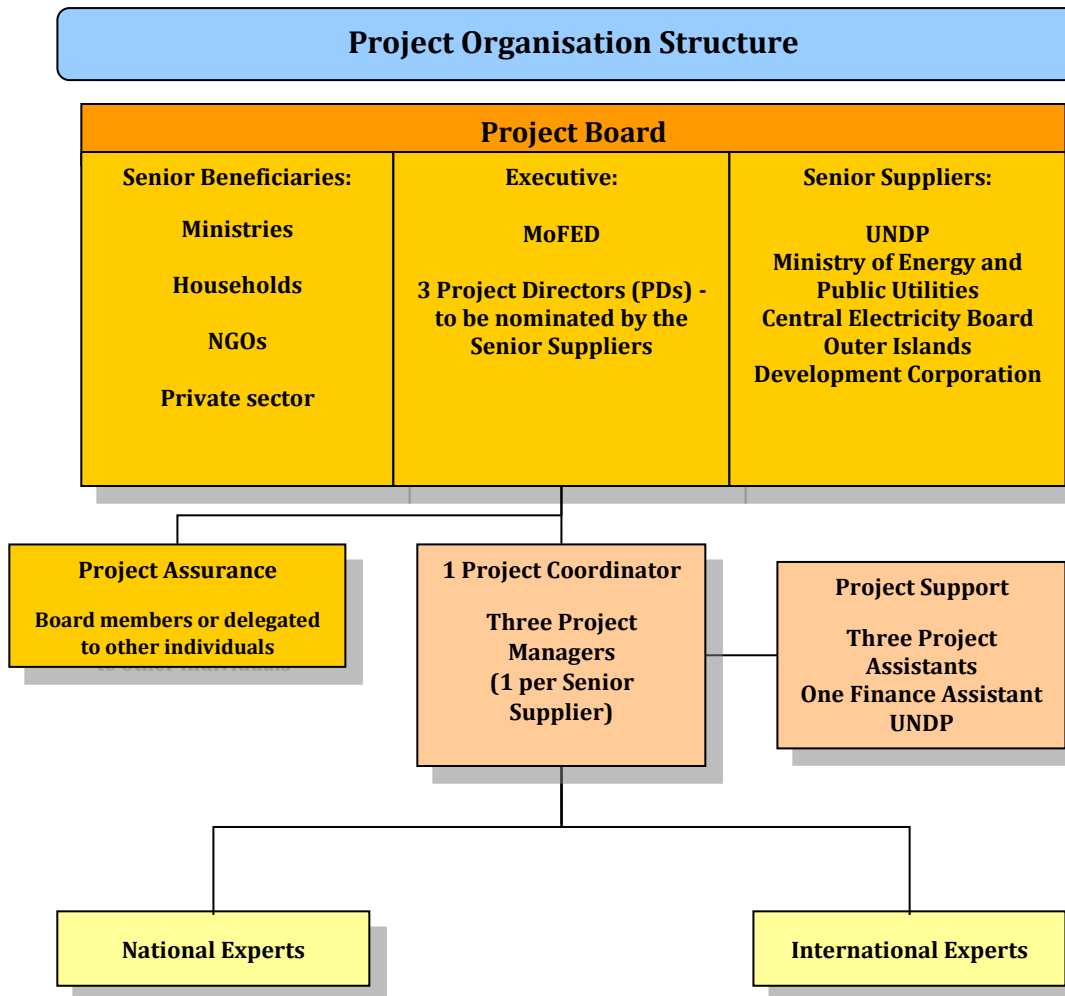 Project Organisation Structure
Project Board
Senior Beneficiaries:
Ministries
Households
NGOs
Private sector
Executive:
MoFED
3 Project Directors (PDs) -
to be nominated by the
Senior Suppliers
Senior Suppliers:
UNDP
Ministry of Energy and
Public Utilities
Central Electricity Board
Outer Islands
Development Corporation
Project Assurance
Board members or delegated
to other individuals
1 Project Coordinator
Three Project
Managers
(1 per Senior
Supplier)
Project Support
Three Project
Assistants
One Finance Assistant
UNDP
National Experts
International Experts